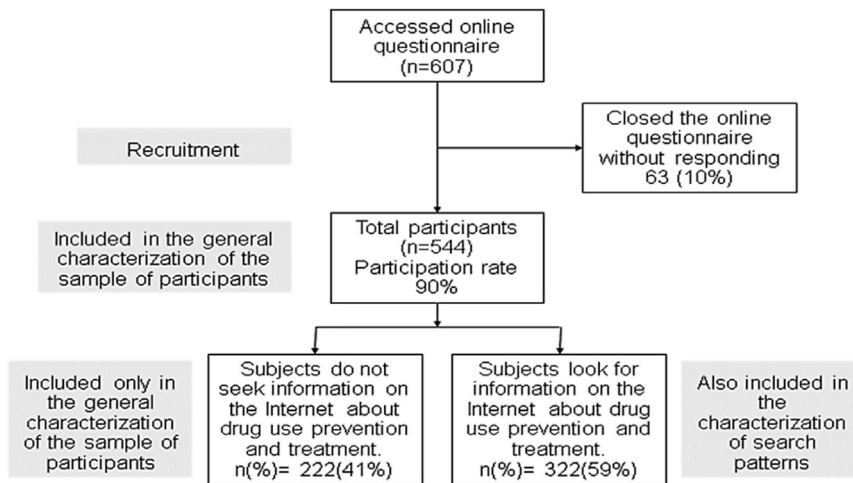 Accessed online
questionnaire
(n=607)
Recruitment
Closed the online
questionnaire
without responding
63 (10%)
Included in the general
characterization of the
sample of participants
Total participants
(n=544)
Participation rate
90%
Included only in
the general
characterization
of the sample of
participants
Subjects do not
seek information on
the Internet about
drug use prevention
and treatment.
n(%)= 222(41%)
Subjects look for
information on the
Internet about drug
use prevention and
treatment.
n(%)= 322(59%)
Also included in
the
characterization
of search
patterns